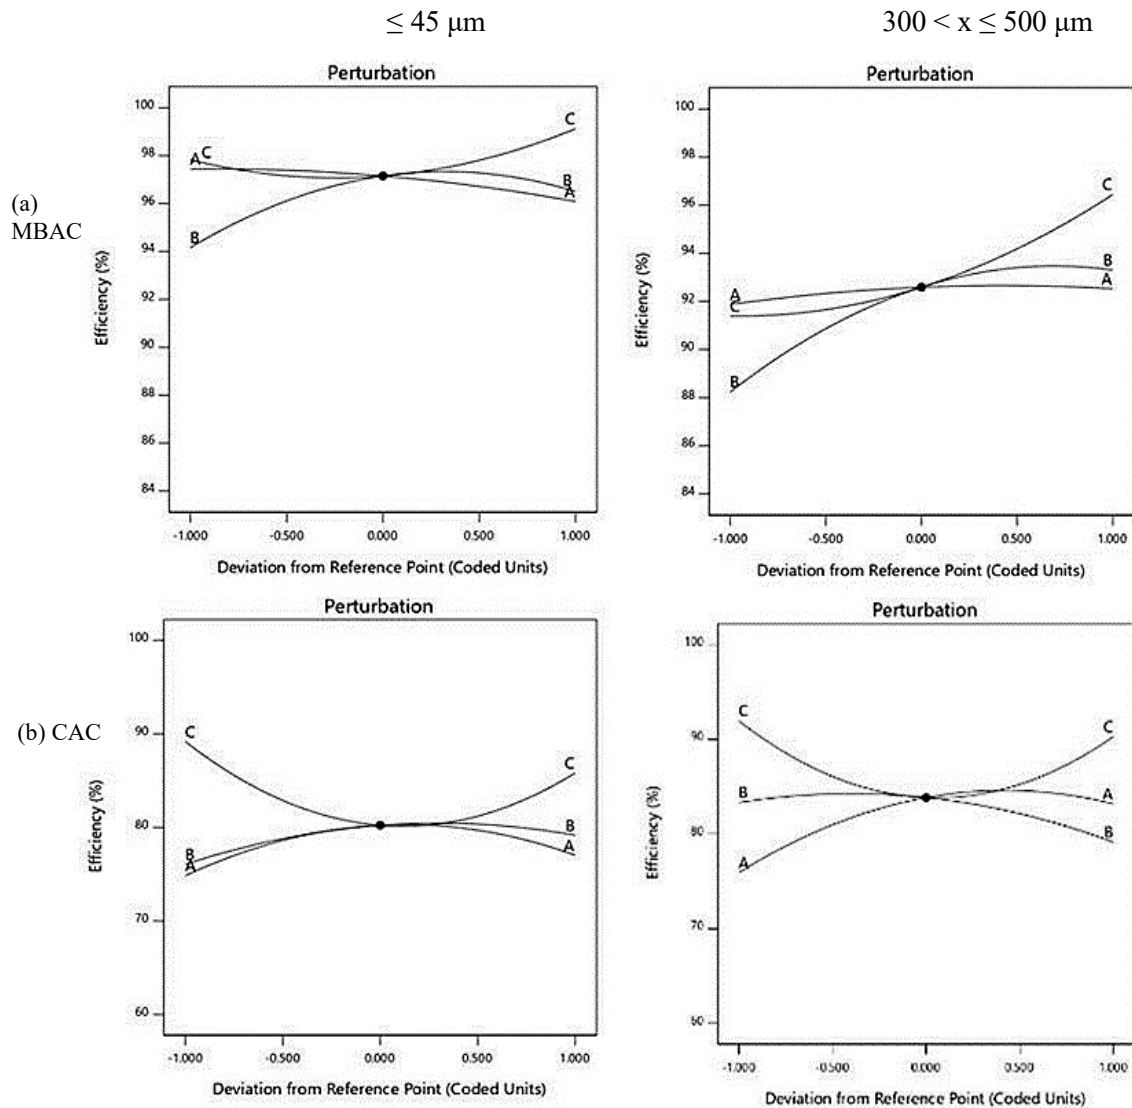 ≤ 45 μm
300 < x ≤ 500 μm
(a)
MBAC
Perturbation
Efficiency (%)
100
98
96
94
92
90
88
86
84
A
C
B
C
B
A
-1.000
-0.500
0.000
0.500
1.000
Deviation from Reference Point (Coded Units)
Perturbation
Efficiency (%)
100
98
96
94
92
90
88
86
84
A
C
B
C
B
A
-1.000
-0.500
0.000
0.500
1.000
Deviation from Reference Point (Coded Units)
(b) CAC
Perturbation
Efficiency (%)
100
90
80
70
60
C
B
A
C
B
A
-1.000
-0.500
0.000
0.500
1.000
Deviation from Reference Point (Coded Units)
Perturbation
Efficiency (%)
100
90
80
70
60
C
B
A
C
A
B
-1.000
-0.500
0.000
0.500
1.000
Deviation from Reference Point (Coded Units)